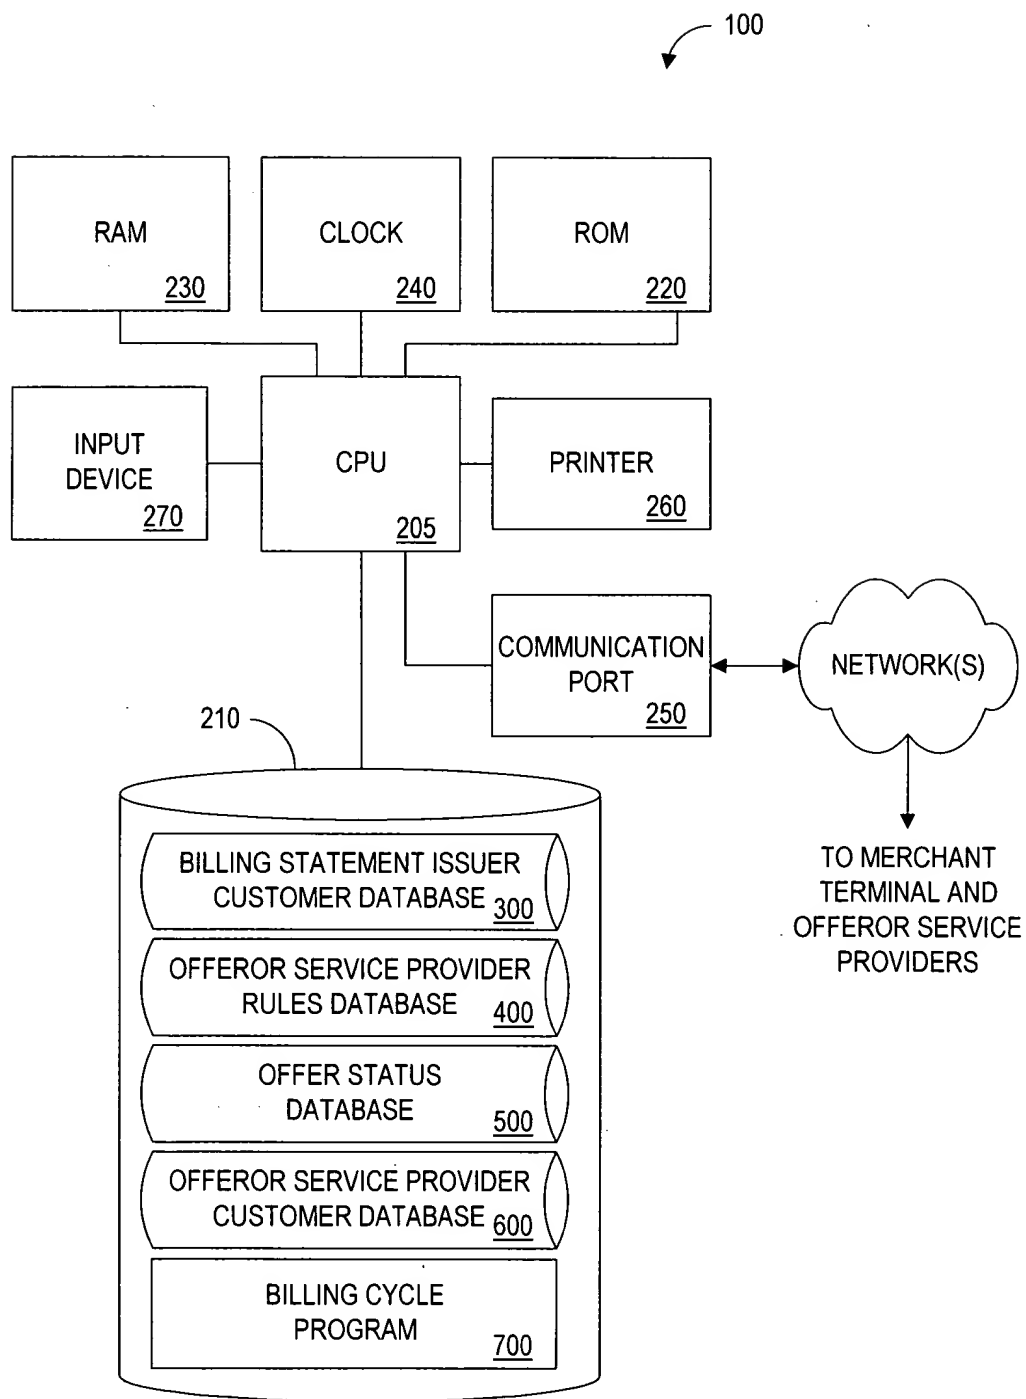 100
RAM
230
CLOCK
240
ROM
220
INPUT
DEVICE
270
CPU
205
PRINTER
260
COMMUNICATION
PORT
250
NETWORK(S)
TO MERCHANT
TERMINAL AND
OFFEROR SERVICE
PROVIDERS
210
BILLING STATEMENT ISSUER
CUSTOMER DATABASE 300
OFFEROR SERVICE PROVIDER
RULES DATABASE 400
OFFER STATUS
DATABASE 500
OFFEROR SERVICE PROVIDER
CUSTOMER DATABASE 600
BILLING CYCLE
PROGRAM 700